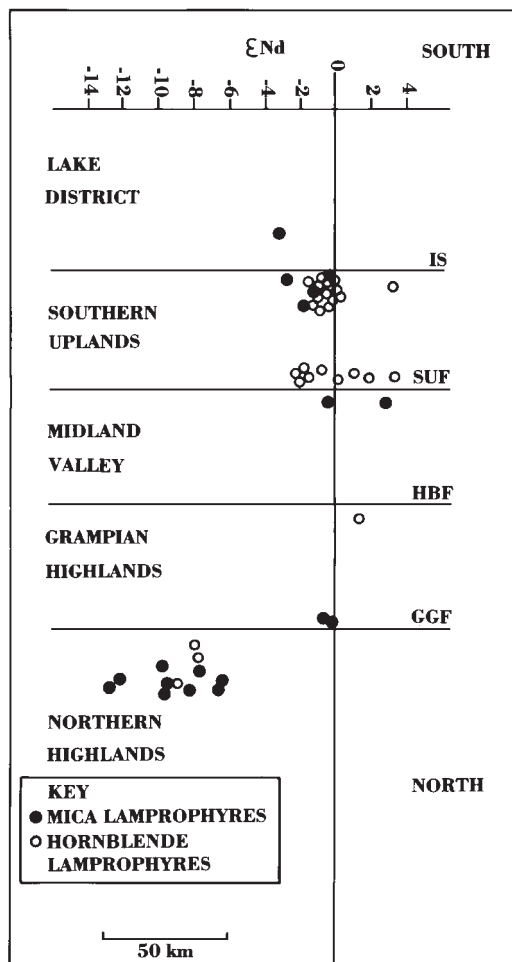 εNd
SOUTH
-14 -12 -10 -8 -6 -4 -2 0 2 4
LAKE
DISTRICT
IS
SOUTHERN
UPLANDS
SUF
MIDLAND
VALLEY
HBF
GRAMPIAN
HIGHLANDS
GGF
NORTHERN
HIGHLANDS
NORTH
KEY
MICA LAMPROPHYRES
HORNBLENDE
LAMPROPHYRES
50 km